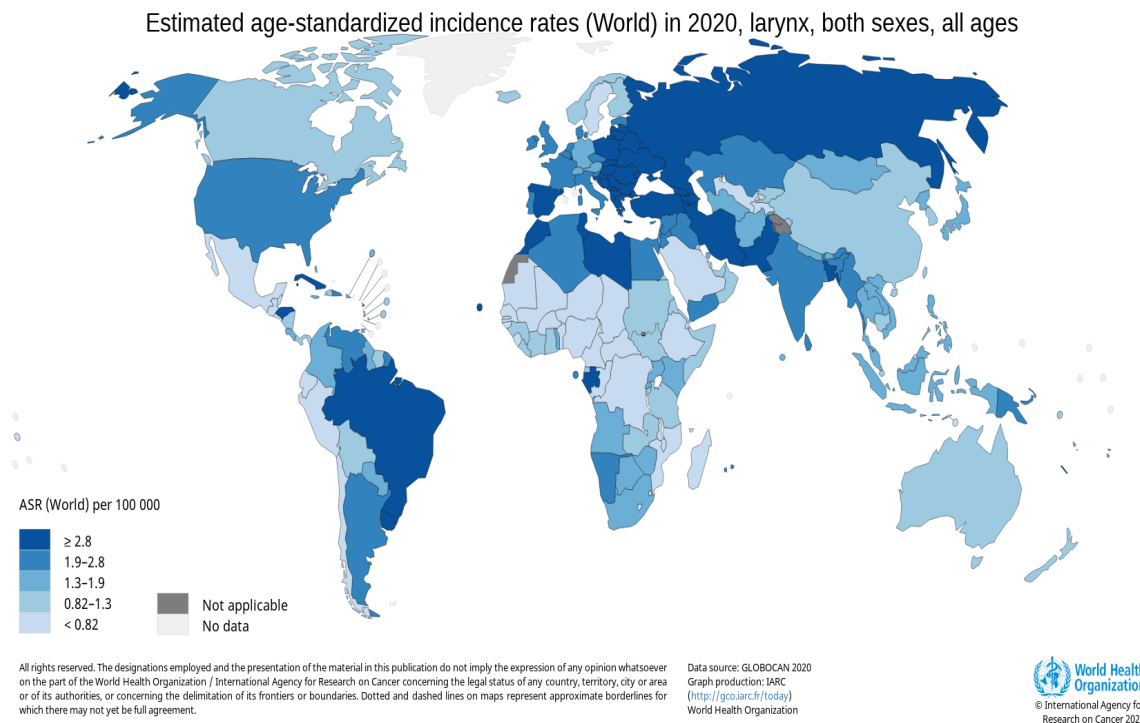 Estimated age-standardized incidence rates (World) in 2020, larynx, both sexes, all ages
ASR (World) per 100 000
≥ 2.8
1.9–2.8
1.3–1.9
0.82–1.3
< 0.82
Not applicable
No data
All rights reserved. The designations employed and the presentation of the material in this publication do not imply the expression of any opinion whatsoever
on the part of the World Health Organization / International Agency for Research on Cancer concerning the legal status of any country, territory, city or area
or of its authorities, or concerning the delimitation of its frontiers or boundaries. Dotted and dashed lines on maps represent approximate borderlines for
which there may not yet be full agreement.
Data source: GLOBOCAN 2020
Graph production: IARC
(http://gco.iarc.fr/today)
World Health Organization
World Health
Organization
© International Agency for
Research on Cancer 202